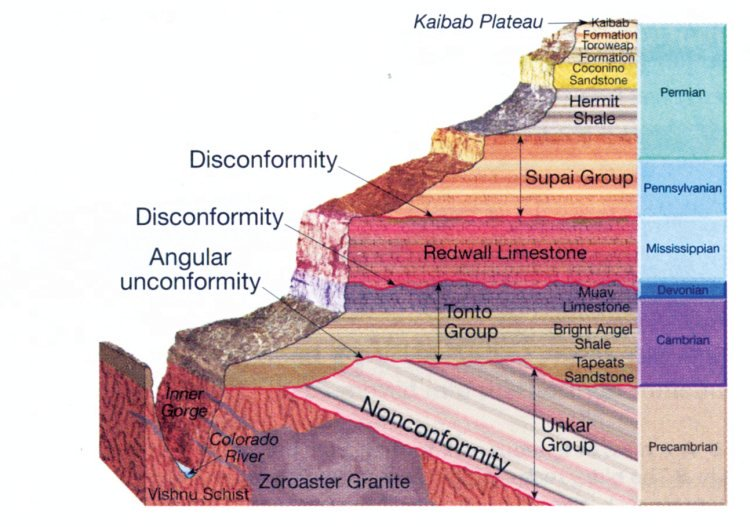 Kaibab Plateau
Kaibab
Formation
Toroweap
Formation
Coconino
Sandstone
Hermit
Shale
Permian
Disconformity
Supai Group
Pennsylvanian
Disconformity
Redwall Limestone
Mississippian
Angular
unconformity
Muav
Limestone
Devonian
Tonto
Group
Bright Angel
Shale
Cambrian
Tapeats
Sandstone
Inner
Gorge
Nonconformity
Unkar
Group
Colorado
River
Precambrian
Zoroaster Granite
Vishnu Schist